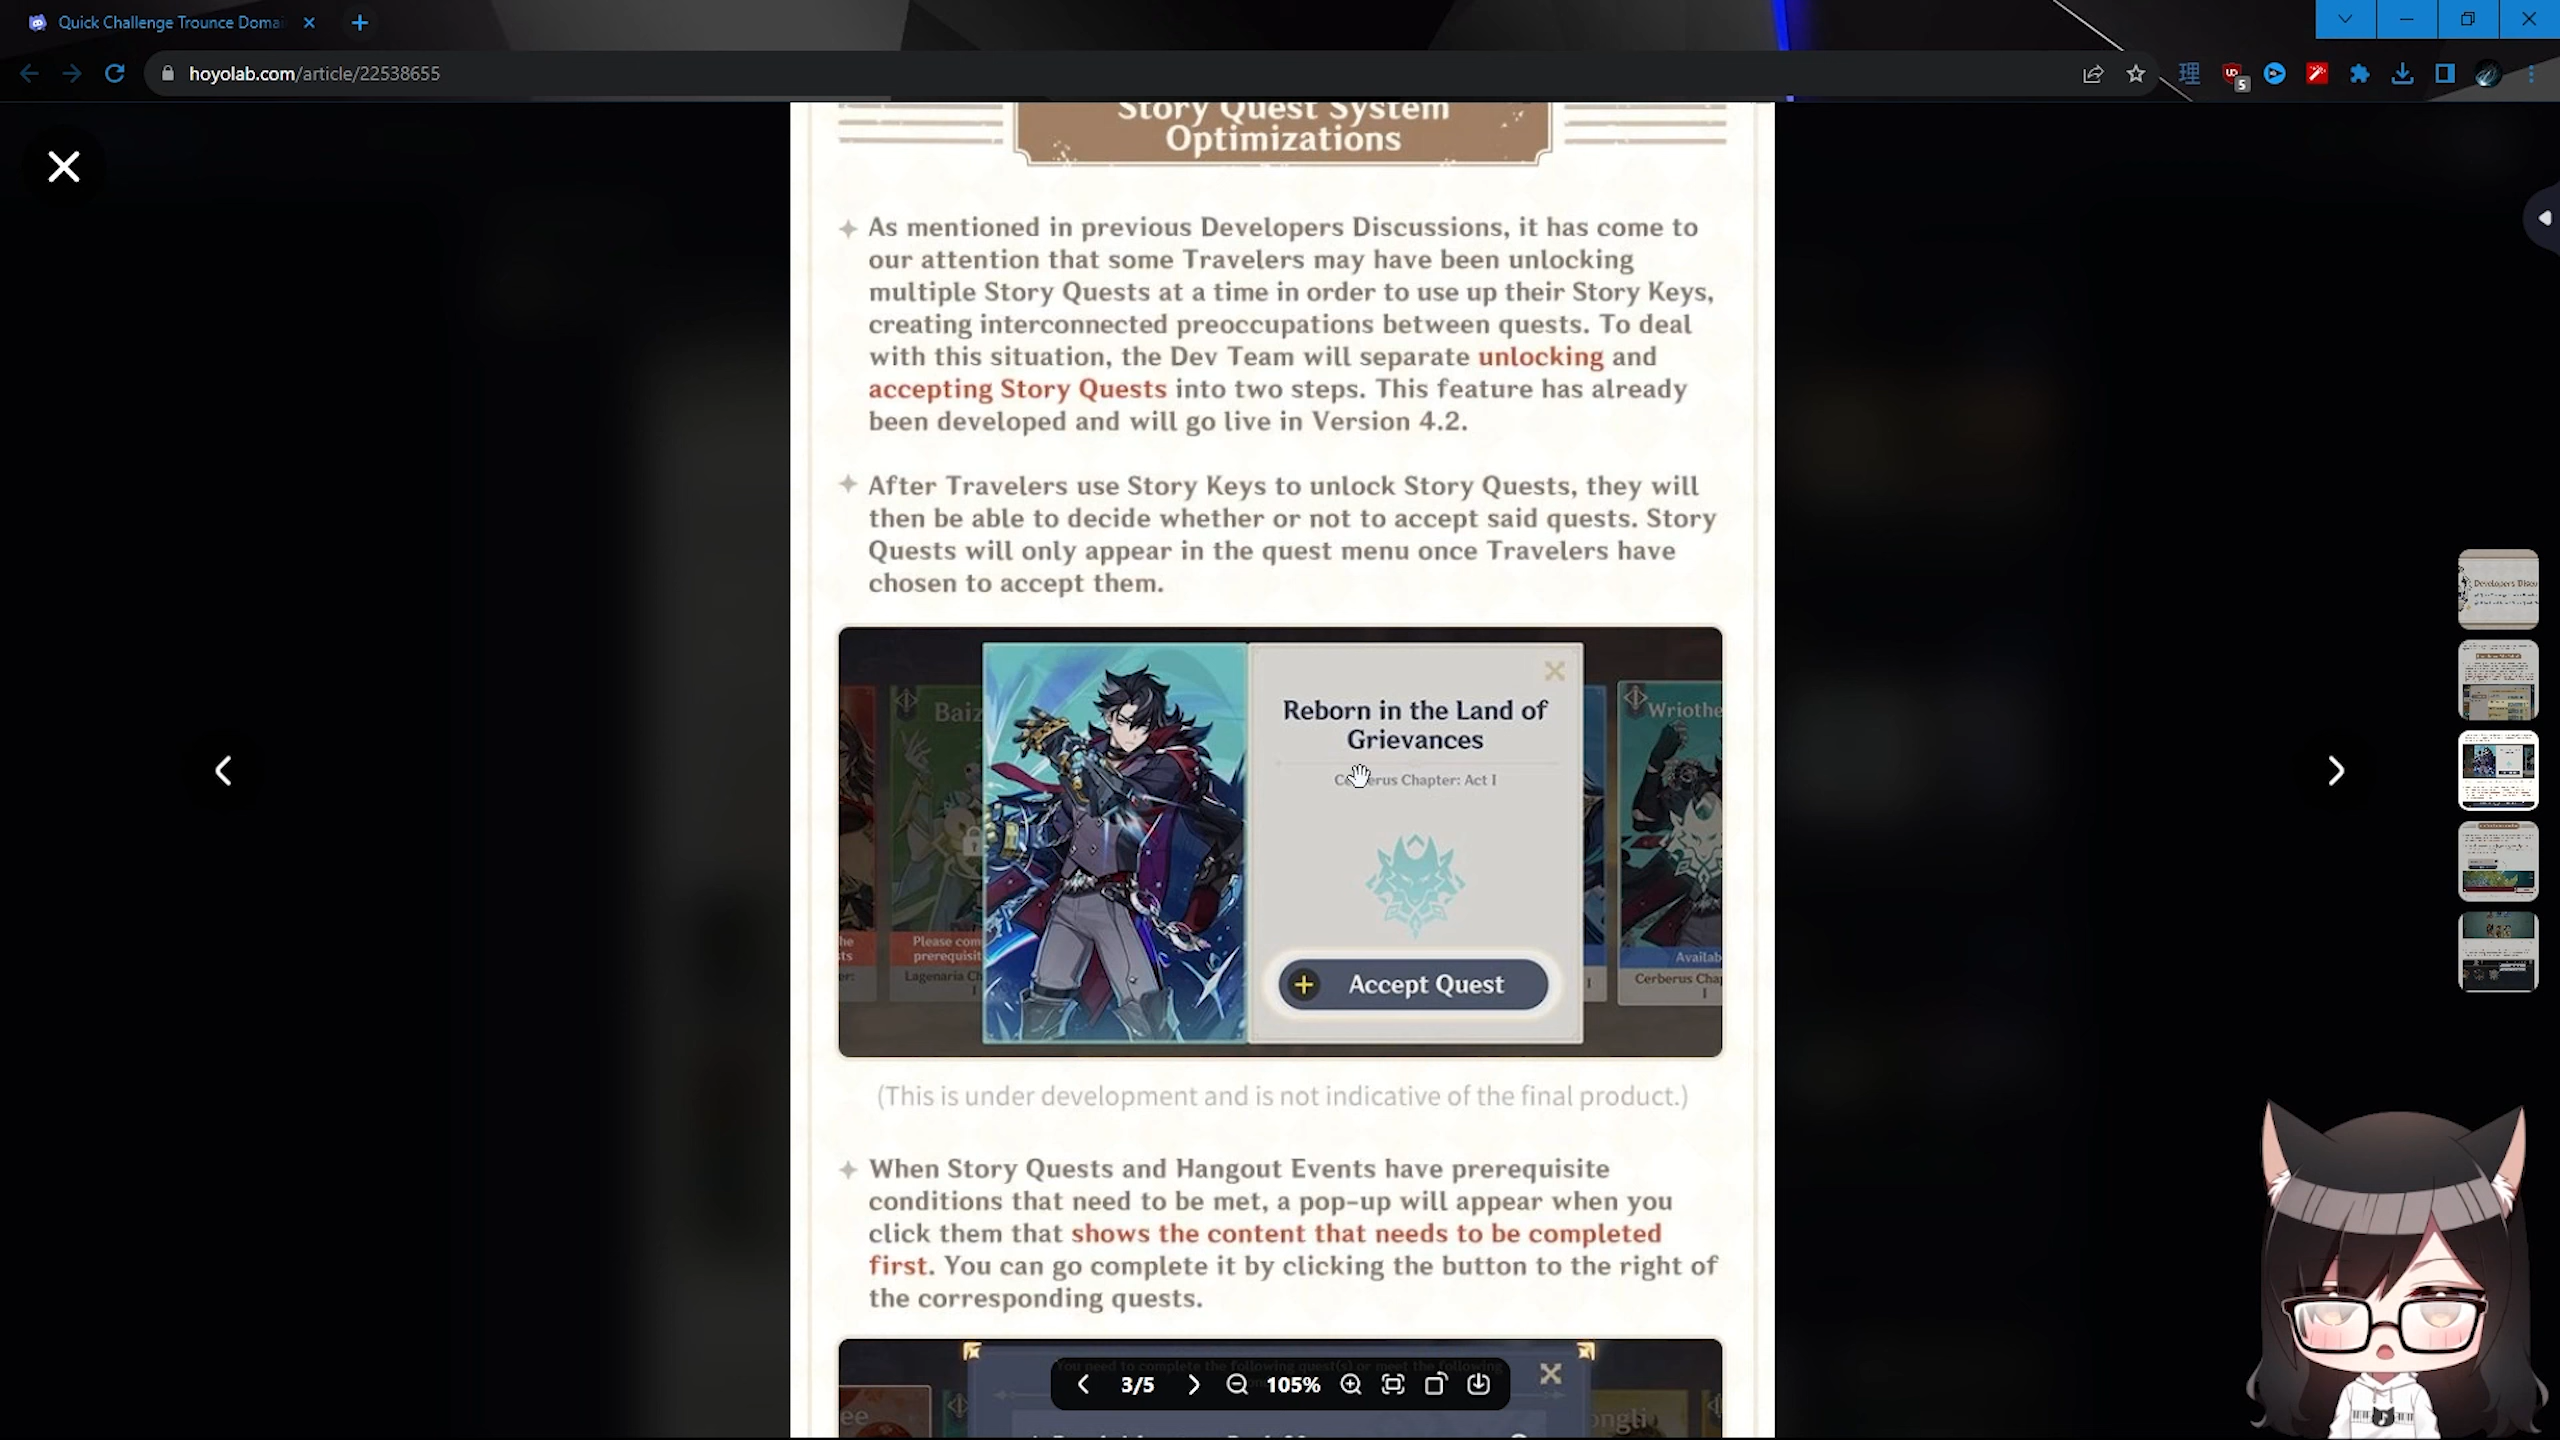 Quick Challenge Trounce Doma
hoyolab.com/article/22538655
理
5
Story Quest System
Optimizations
As mentioned in previous Developers Discussions, it has come to
our attention that some Travelers may have been unlocking
multiple Story Quests at a time in order to use up their Story Keys,
creating interconnected preoccupations between quests. To deal
with this situation, the Dev Team will separate unlocking and
accepting Story Quests into two steps. This feature has already
been developed and will go live in Version 4.2.
After Travelers use Story Keys to unlock Story Quests, they will
then be able to decide whether or not to accept said quests. Story
Quests will only appear in the quest menu once Travelers have
chosen to accept them.
Baiz
Wriothe
Reborn in the Land of
Grievances
Chapter: Act I
Please com
prerequisit
Lagenaria Ch
I
Accept Quest
Availab
Cerberus Cha
I
(This is under development and is not indicative of the final product.)
When Story Quests and Hangout Events have prerequisite
conditions that need to be met, a pop-up will appear when you
click them that shows the content that needs to be completed
first. You can go complete it by clicking the button to the right of
the corresponding quests.
You need to complete the following quest(s) or meet the following
3/5
105%
ee
ongli